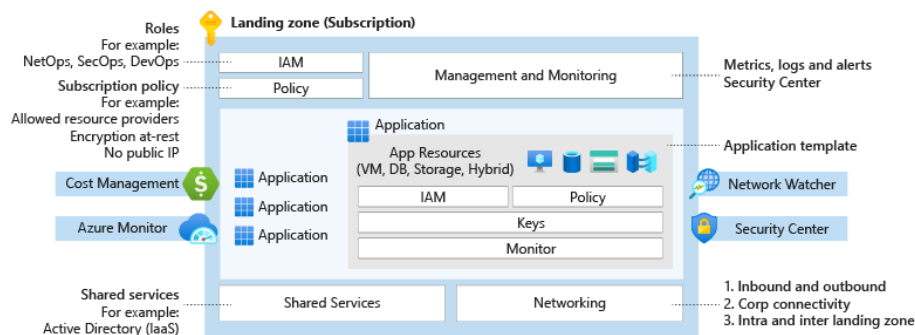 Landing zone (Subscription)
Roles
For example:
NetOps, SecOps, DevOps
IAM
Management and Monitoring
Metrics, logs and alerts
Security Center
Subscription policy
For example:
Allowed resource providers
Encryption at-rest
No public IP
Policy
Application
App Resources
(VM, DB, Storage, Hybrid)
Application template
Cost Management
Application
IAM
Policy
Network Watcher
Application
Keys
Azure Monitor
Application
Monitor
Security Center
Shared services
For example:
Active Directory (IaaS)
Shared Services
Networking
1. Inbound and outbound
2. Corp connectivity
3. Intra and inter landing zone